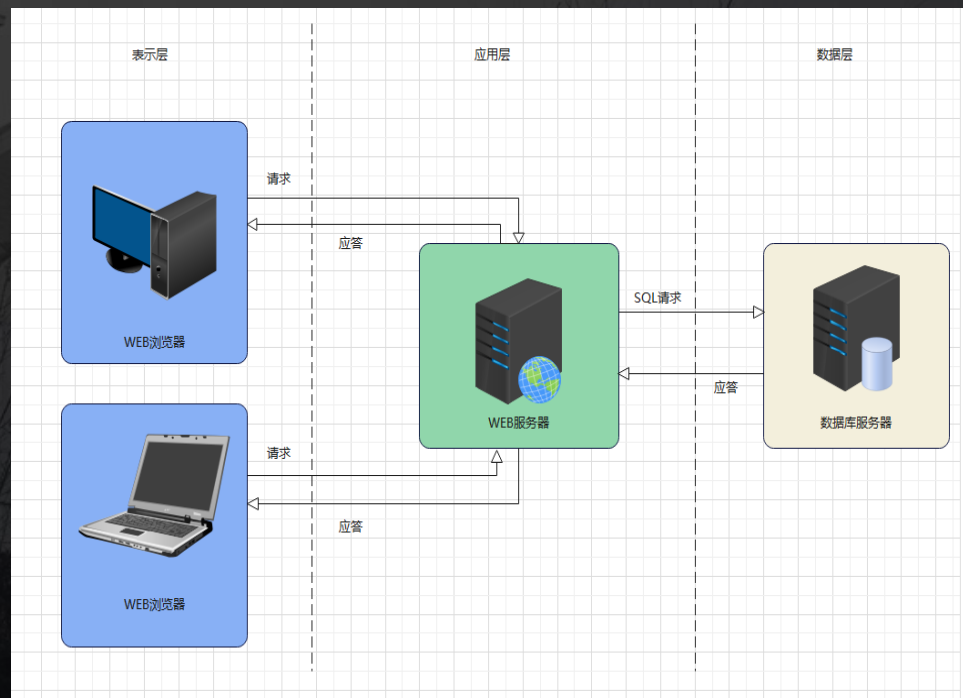 表示层
应用层
数据层
请求
应答
WEB浏览器
SQL请求
应答
WEB服务器
数据库服务器
请求
应答
WEB浏览器